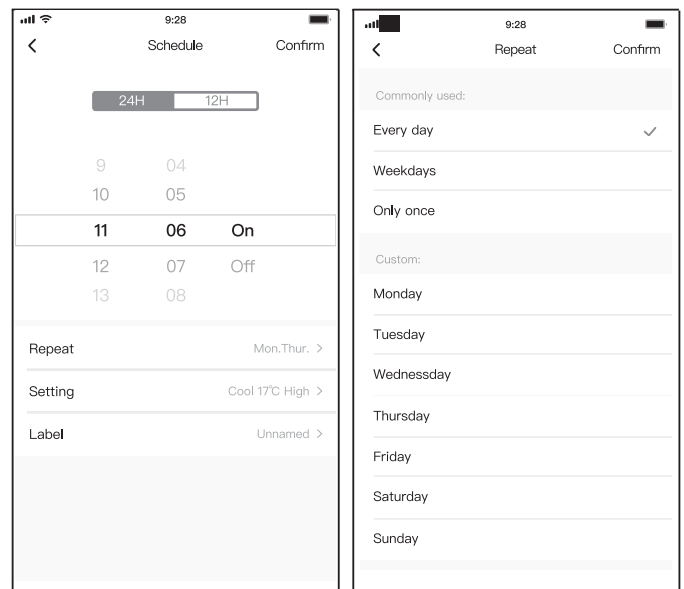 9:28
Schedule
Confirm
24H
12H
9 04
10 05
11 06 On
12 07 Off
13 08
Repeat
Mon.Thur.
Setting
Cool 17℃ High
Label
Unnamed
9:28
Repeat
Confirm
Commonly used:
Every day
Weekdays
Only once
Custom:
Monday
Tuesday
Wednessday
Thursday
Friday
Saturday
Sunday